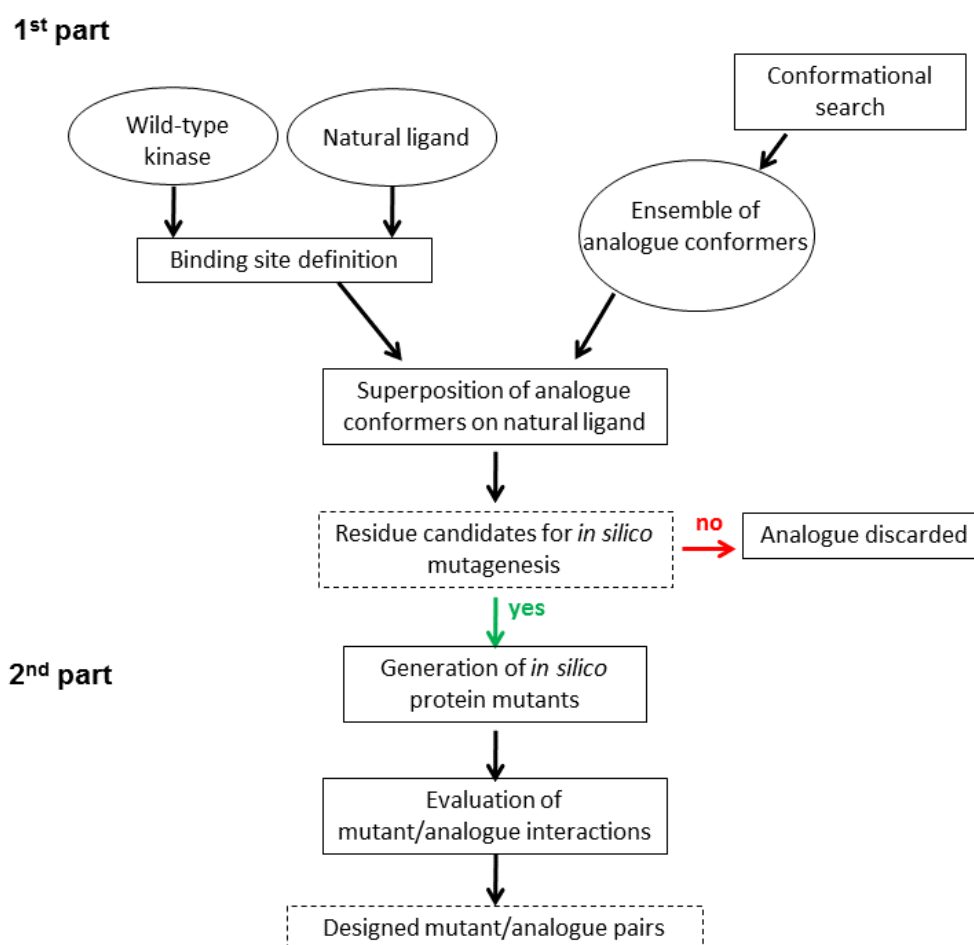 1st part
Conformational
search
Wild-type
kinase
Natural ligand
Ensemble of
analogue conformers
Binding site definition
Superposition of analogue
conformers on natural ligand
Residue candidates for in silico
mutagenesis
no
Analogue discarded
yes
2nd part
Generation of in silico
protein mutants
Evaluation of
mutant/analogue interactions
Designed mutant/analogue pairs